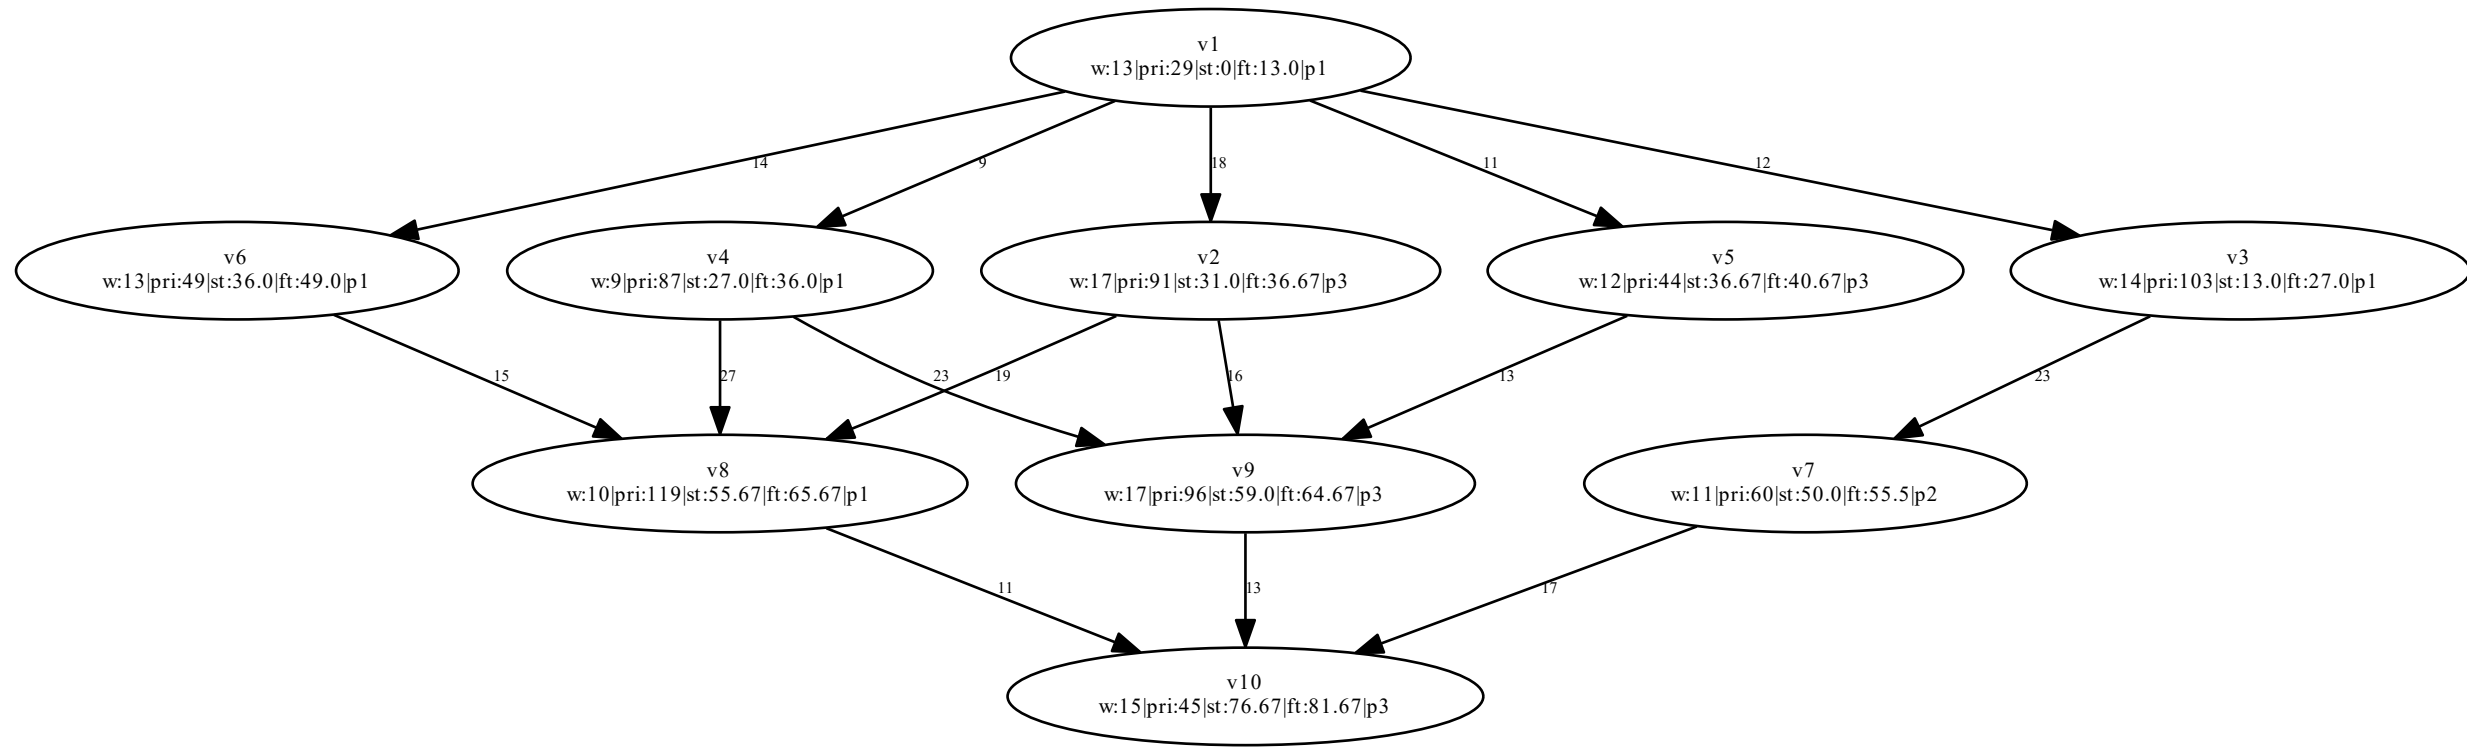 v1
w:13|pri:29|st:0|ft:13.0|p1
14
9
18
11
12
v6
w:13|pri:49|st:36.0|ft:49.0|p1
v4
w:9|pri:87|st:27.0|ft:36.0|p1
v2
w:17|pri:91|st:31.0|ft:36.67|p3
v5
w:12|pri:44|st:36.67|ft:40.67|p3
v3
w:14|pri:103|st:13.0|ft:27.0|p1
15
27
23
19
16
13
23
v8
w:10|pri:119|st:55.67|ft:65.67|p1
v9
w:17|pri:96|st:59.0|ft:64.67|p3
v7
w:11|pri:60|st:50.0|ft:55.5|p2
11
13
17
v10
w:15|pri:45|st:76.67|ft:81.67|p3